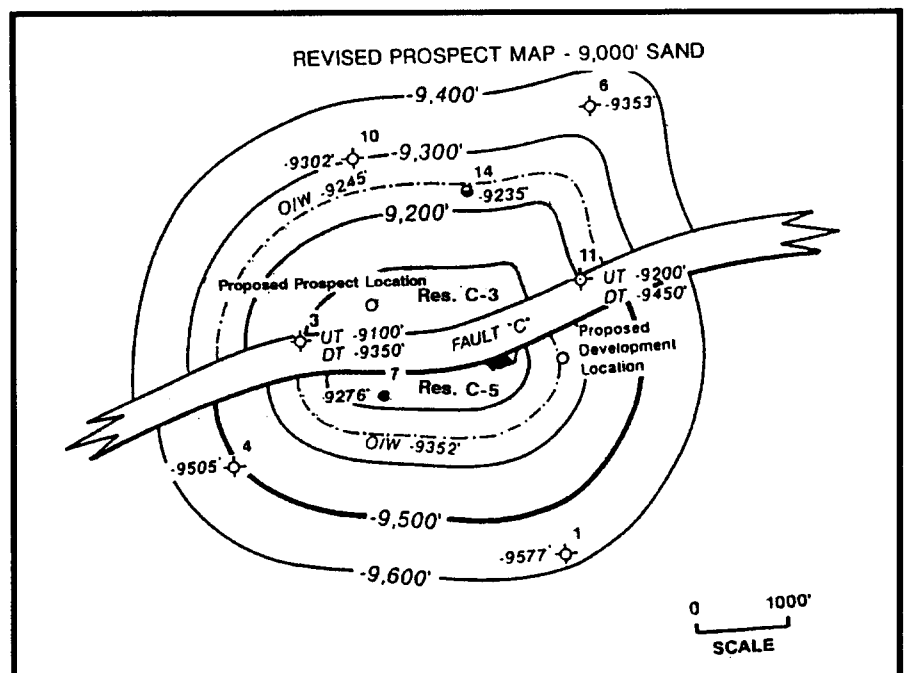 REVISED PROSPECT MAP - 9,000' SAND
-9,400'
6
-9353'
10
-9302'
-9,300'
14
-9235'
O/W -9245'
9,200'
11
UT -9200'
DT -9450'
Proposed Prospect Location
Res. C-3
3
UT -9100'
DT -9350'
FAULT "C"
Proposed
Development
Location
7
-9276'
Res. C-5
O/W -9352'
4
-9505'
-9,500'
1
-9577'
-9,600'
0 1000'
SCALE